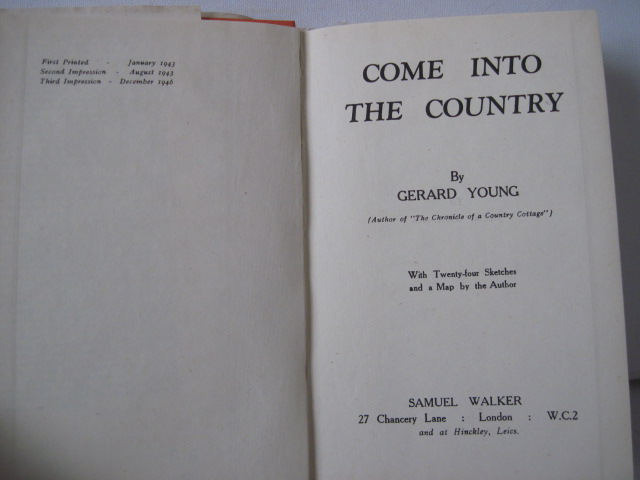 First Printed - January 1943
Second Impression - August 1943
Third Impression - December 1946
COME INTO
THE COUNTRY
By
GERARD YOUNG
(Author of "The Chronicle of a Country Cottage")
With Twenty-four Sketches
and a Map by the Author
SAMUEL WALKER
27 Chancery Lane : London : W.C.2
and at Hinckley, Leics.